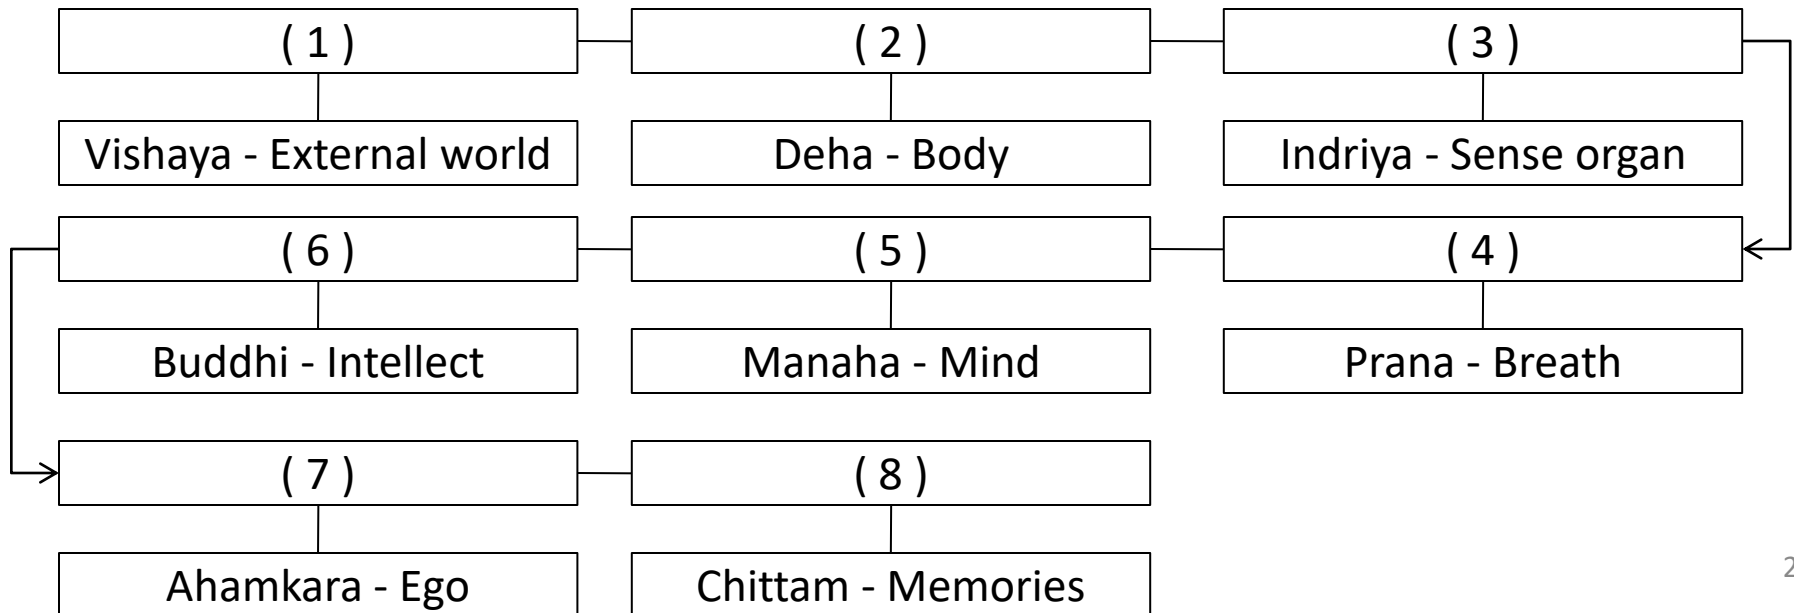 ( 1 )
( 2 )
( 3 )
Vishaya - External world
Deha - Body
Indriya - Sense organ
( 6 )
( 5 )
( 4 )
Buddhi - Intellect
Manaha - Mind
Prana - Breath
( 7 )
( 8 )
Ahamkara - Ego
Chittam - Memories
2